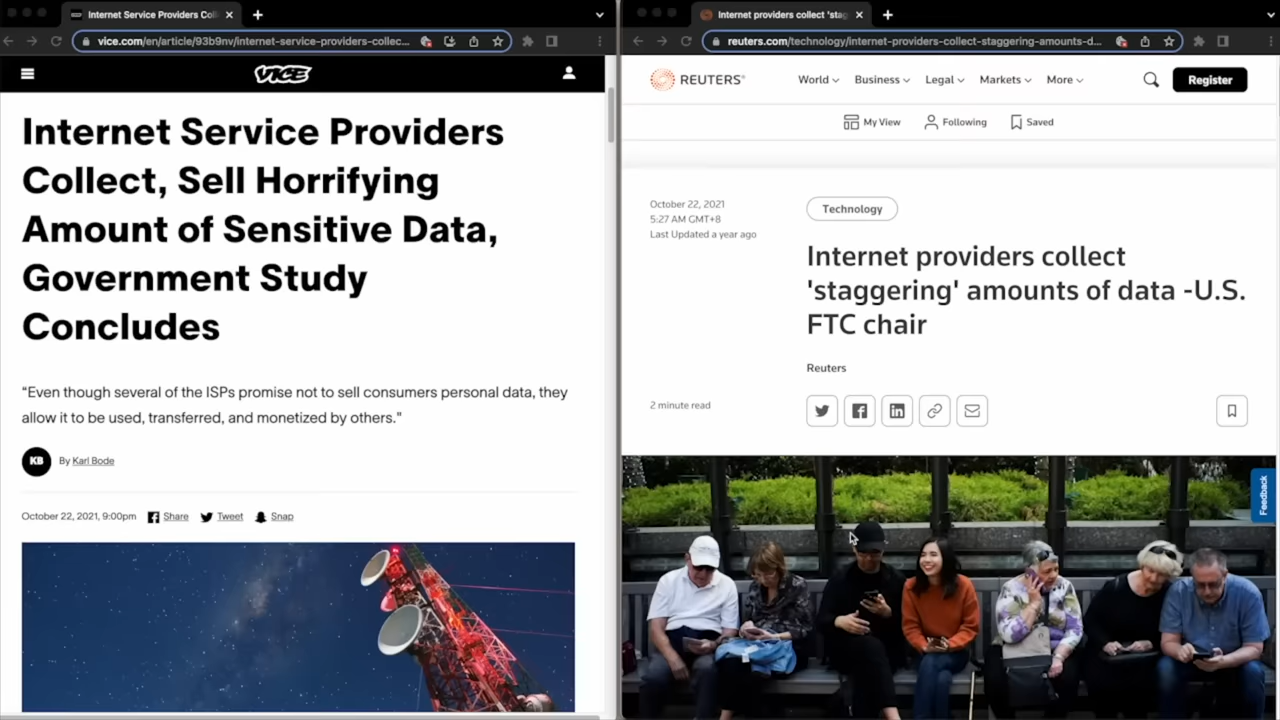 Internet Service Providers Coll
vice.com/en/article/93b9nv/internet-service-providers-collec...
VICE
Internet Service Providers
Collect, Sell Horrifying
Amount of Sensitive Data,
Government Study
Concludes
"Even though several of the ISPs promise not to sell consumers personal data, they
allow it to be used, transferred, and monetized by others."
KB
By Karl Bode
October 22, 2021, 9:00pm Share Tweet Snap
Internet providers collect 'stag
reuters.com/technology/internet-providers-collect-staggering-amounts-d...
REUTERS® World Business Legal Markets More Register
My View Following Saved
October 22, 2021
5:27 AM GMT+8
Last Updated a year ago
Technology
Internet providers collect
'staggering' amounts of data -U.S.
FTC chair
Reuters
2 minute read
Feedback